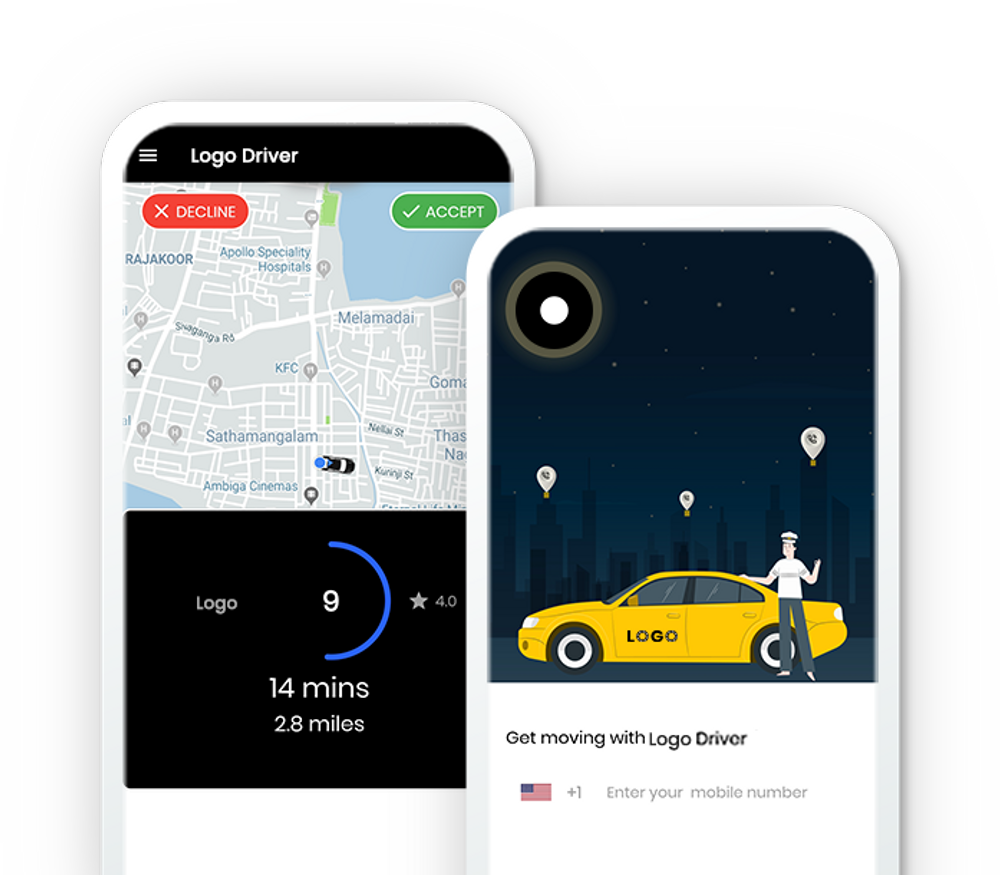 Logo Driver
DECLINE
ACCEPT
RAJAKOOR
Apollo Speciality
Hospitals
Melamadai
Sivaganga Rd
KFC
Goma
Sathamangalam
Nellai St
Thas
Na
Kurunji St
Ambiga Cinemas
Logo
9
4.0
14 mins
2.8 miles
LOGO
Get moving with Logo Driver
+1
Enter your mobile number